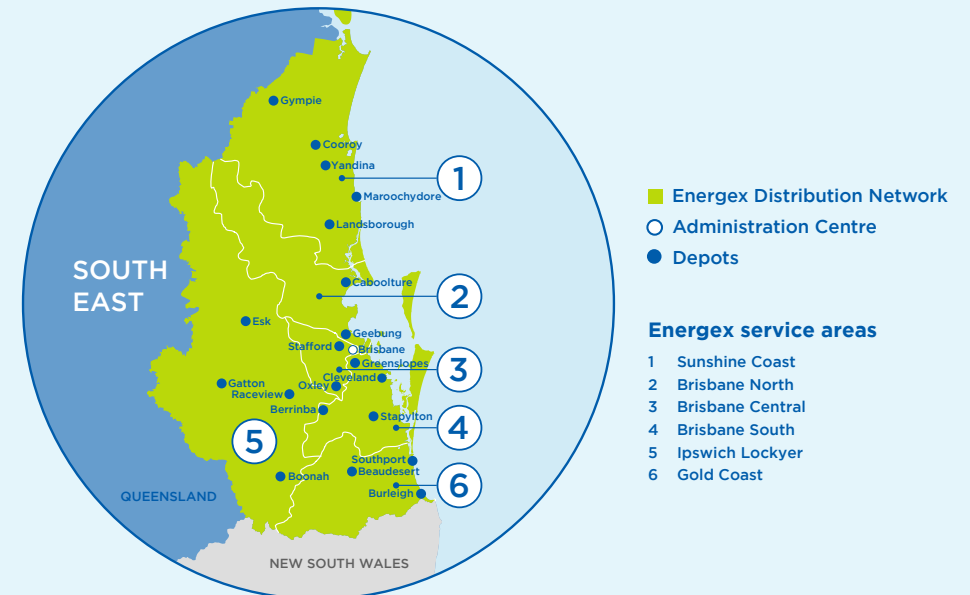 Gympie
Cooroy
Yandina
1
Maroochydore
Landsborough
SOUTH
EAST
Caboolture
2
Esk
Geebung
Stafford
Brisbane
Greenslopes
3
Cleveland
Gatton
Oxley
Raceview
Berrinba
Stapylton
4
5
Southport
Beaudesert
Boonah
6
Burleigh
QUEENSLAND
NEW SOUTH WALES
Energex Distribution Network
Administration Centre
Depots
Energex service areas
1 Sunshine Coast
2 Brisbane North
3 Brisbane Central
4 Brisbane South
5 Ipswich Lockyer
6 Gold Coast